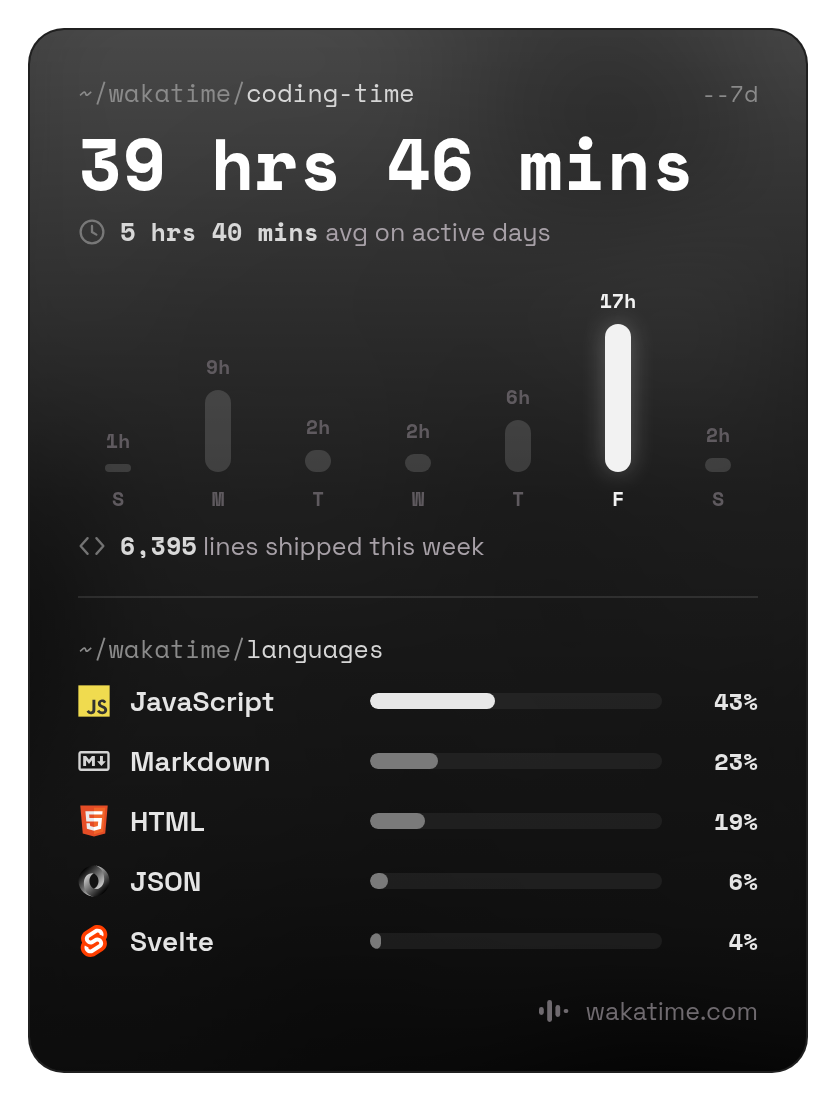 ~/wakatime/coding-time --7d
39 hrs 46 mins
5 hrs 40 mins avg on active days
1h 9h 2h 2h 6h 17h 2h
S M T W T F S
6,395 lines shipped this week
~/wakatime/languages
JS JavaScript 43%
M Markdown 23%
5 HTML 19%
JSON 6%
Svelte 4%
wakatime.com